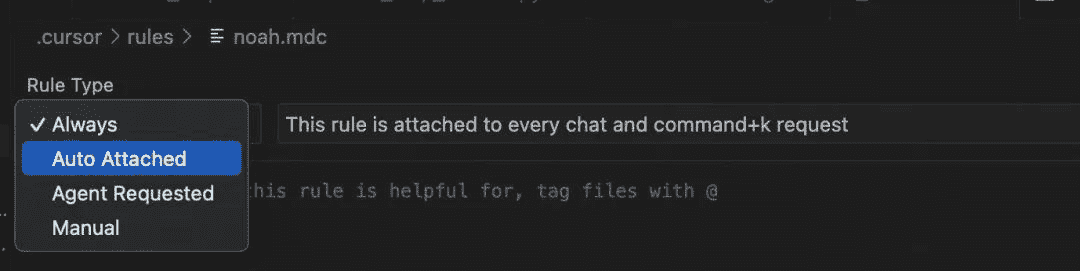 .cursor > rules > noah.mdc
Rule Type
✓ Always
This rule is attached to every chat and command+k request
Auto Attached
this rule is helpful for, tag files with @
Agent Requested
Manual